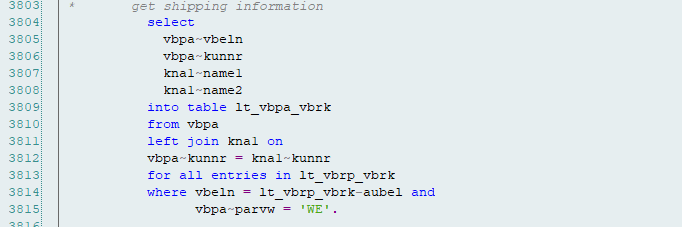 3803 * get shipping information
3804 select
3805 vbpa~vbeln
3806 vbpa~kunnr
3807 kna1~name1
3808 kna1~name2
3809 into table lt_vbpa_vbrk
3810 from vbpa
3811 left join kna1 on
3812 vbpa~kunnr = kna1~kunnr
3813 for all entries in lt_vbrp_vbrk
3814 where vbeln = lt_vbrp_vbrk-aubel and
3815 vbpa~parvw = 'WE'.
3816